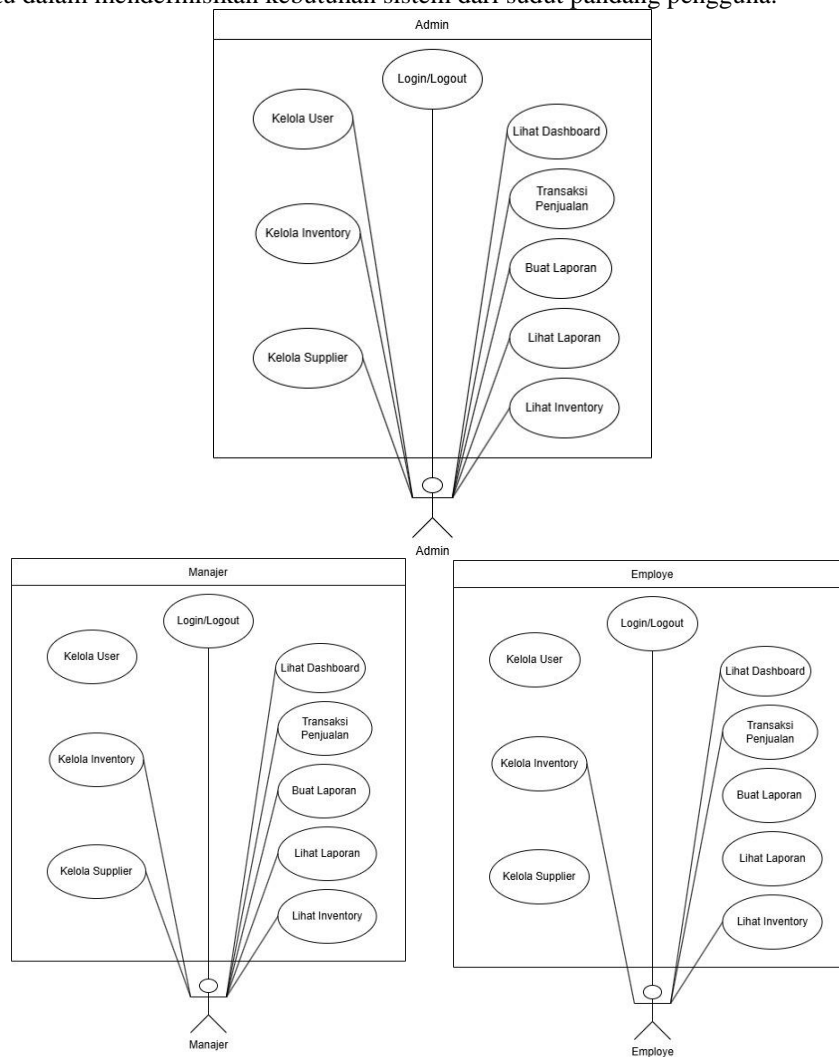 dalam mendefinisikan kebutuhan sistem dari sudut pandang pengguna.
Admin
Login/Logout
Kelola User
Lihat Dashboard
Transaksi
Penjualan
Kelola Inventory
Buat Laporan
Lihat Laporan
Kelola Supplier
Lihat Inventory
Admin
Manajer
Login/Logout
Kelola User
Lihat Dashboard
Transaksi
Penjualan
Kelola Inventory
Buat Laporan
Lihat Laporan
Kelola Supplier
Lihat Inventory
Manajer
Employe
Login/Logout
Kelola User
Lihat Dashboard
Transaksi
Penjualan
Kelola Inventory
Buat Laporan
Lihat Laporan
Kelola Supplier
Lihat Inventory
Employe